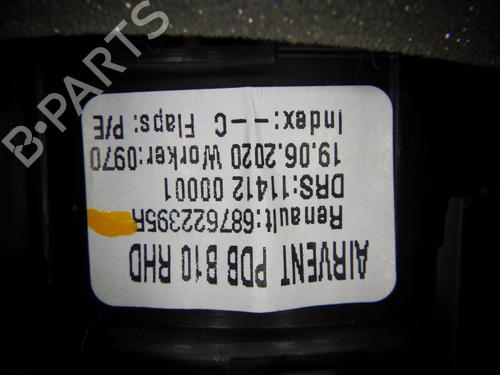 AIRVENT PDB B10 RHD
Renault:687622395R
DRS:11412 00001
19.06.2020 Worker:0970
Index:--C Flaps: P/E
B-PARTS